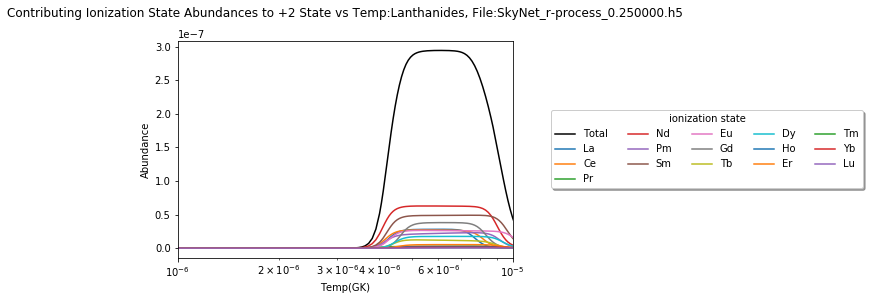 Contributing Ionization State Abundances to +2 State vs Temp:Lanthanides, File:SkyNet_r-process_0.250000.h5
1e−7
3.0
2.5
2.0
1.5
1.0
0.5
0.0
Abundance
10⁻⁶ 2 × 10⁻⁶ 3 × 10⁻⁶ 4 × 10⁻⁶ 6 × 10⁻⁶ 10⁻⁵
Temp(GK)
ionization state
Total Nd Eu Dy Tm
La Pm Gd Ho Yb
Ce Sm Tb Er Lu
Pr